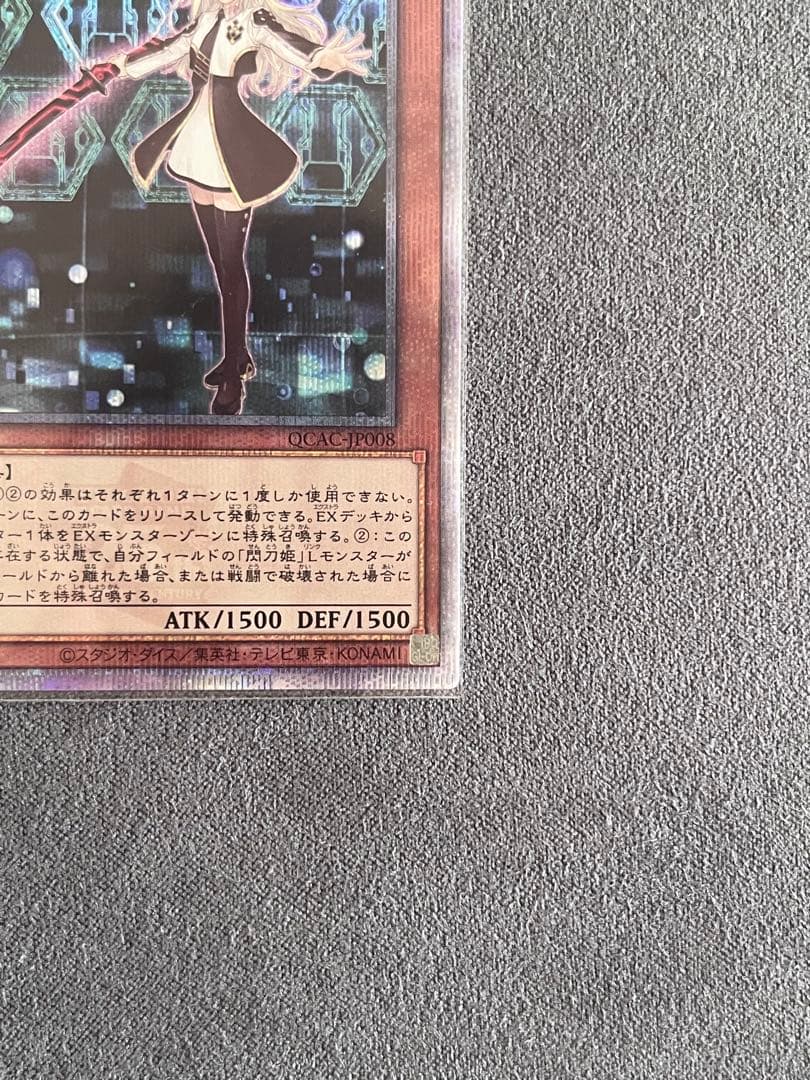 QCAC-JP008
①②の効果はそれぞれ1ターンに1度しか使用できない。
ーンに、このカードをリリースして発動できる。EXデッキから
ター1体をEXモンスターゾーンに特殊召喚する。②：この
在する状態で、自分フィールドの「閃刀姫」Lモンスターが
ールドから離れた場合、または戦闘で破壊された場合に
カードを特殊召喚する。
ATK/1500 DEF/1500
©スタジオ・ダイス/集英社・テレビ東京・KONAMI